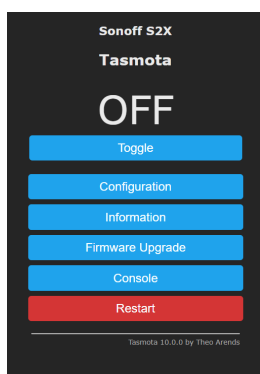 Sonoff S2X
Tasmota
OFF
Toggle
Configuration
Information
Firmware Upgrade
Console
Restart
Tasmota 10.0.0 by Theo Arends